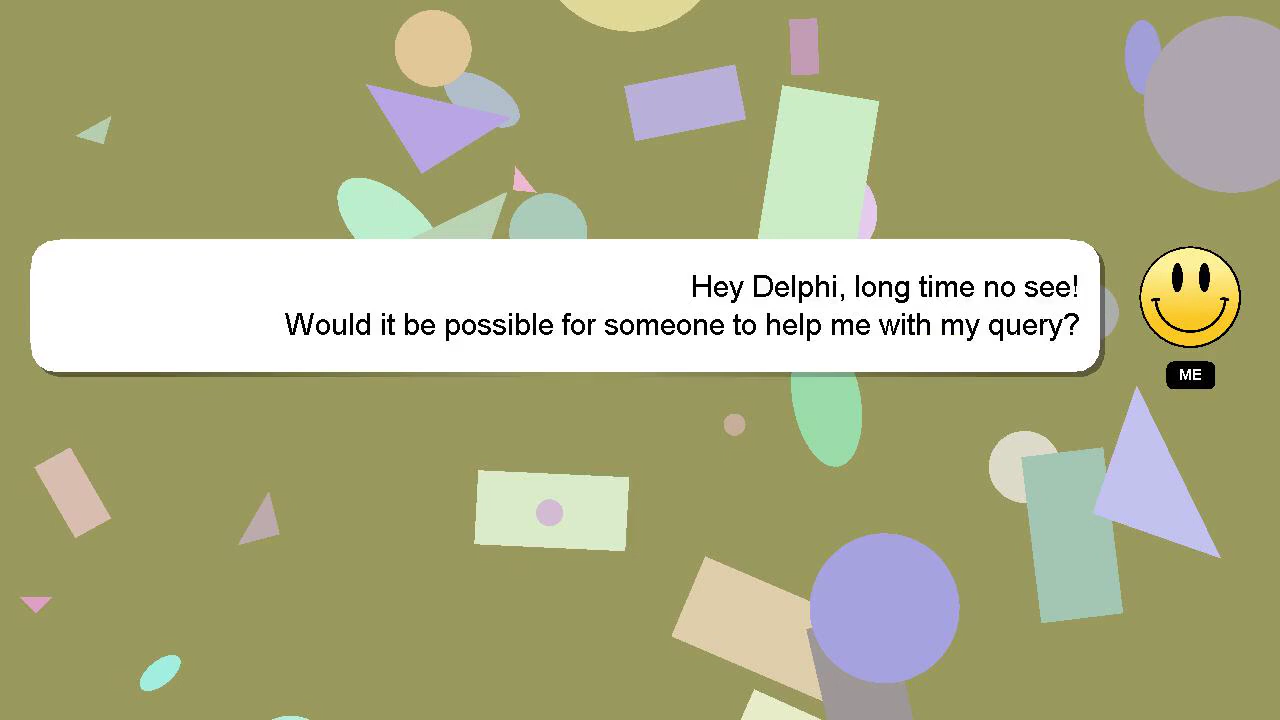 Hey Delphi, long time no see!
Would it be possible for someone to help me with my query?
ME